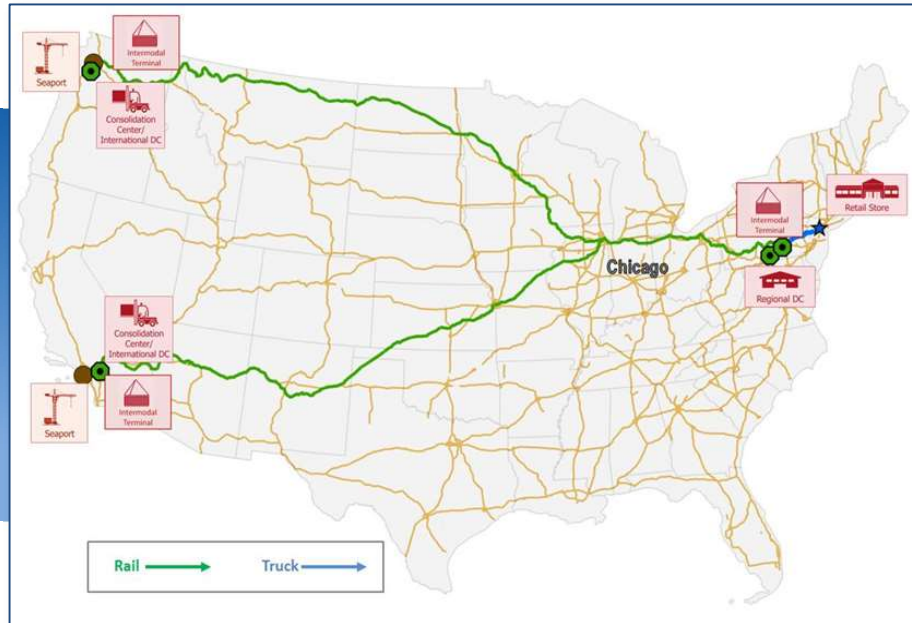 Seaport
Intermodal
Terminal
Consolidation
Center/
International DC
Intermodal
Terminal
Retail Store
Chicago
Regional DC
Consolidation
Center/
International DC
Seaport
Intermodal
Terminal
Rail
Truck